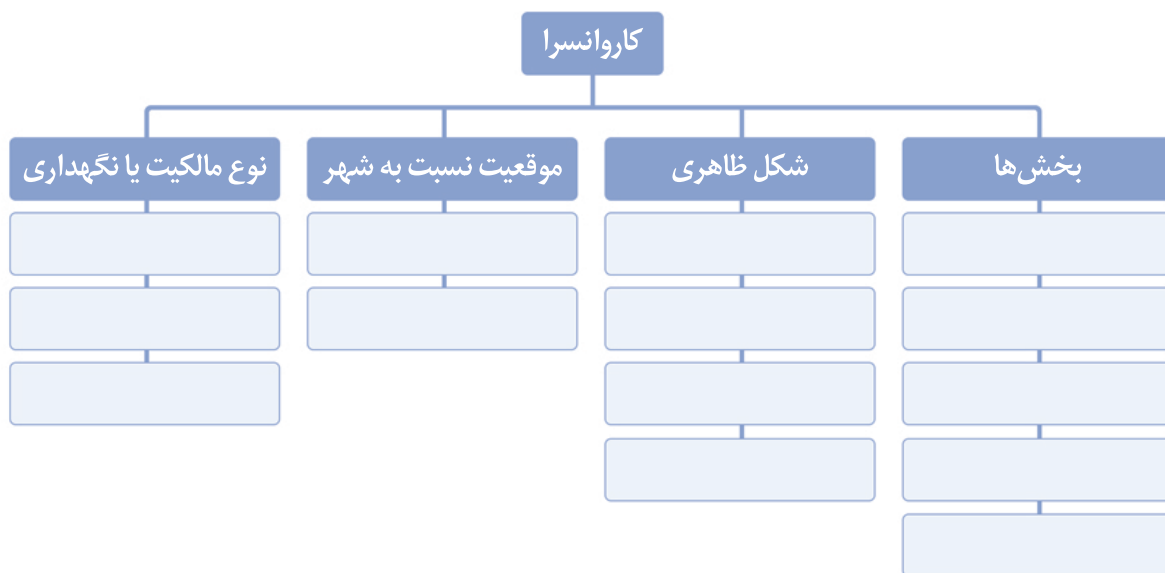 کاروانسرا
بخش‌ها
شکل ظاهری
موقعیت نسبت به شهر
نوع مالکیت یا نگهداری